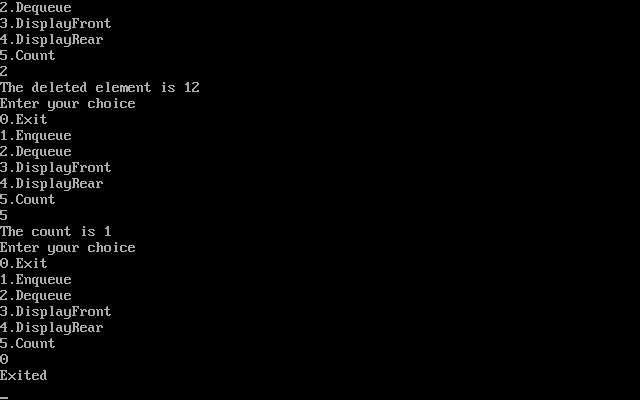 2.Dequeue
3.DisplayFront
4.DisplayRear
5.Count
2
The deleted element is 12
Enter your choice
0.Exit
1.Enqueue
2.Dequeue
3.DisplayFront
4.DisplayRear
5.Count
5
The count is 1
Enter your choice
0.Exit
1.Enqueue
2.Dequeue
3.DisplayFront
4.DisplayRear
5.Count
0
Exited